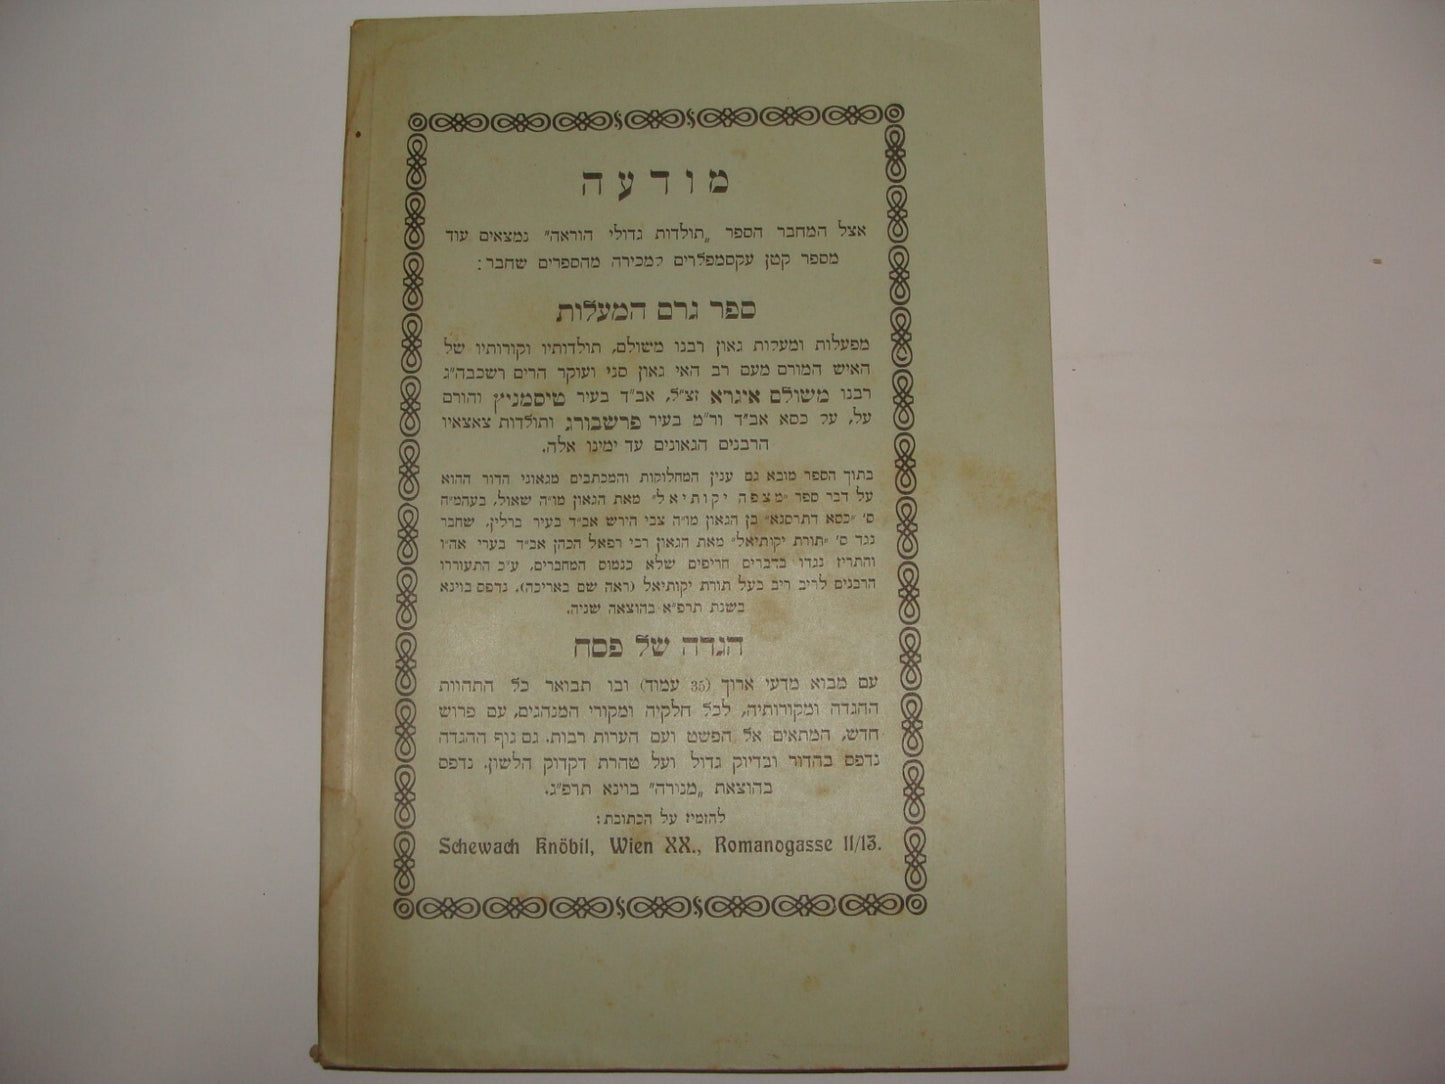 מודעה
אצל המחבר הספר „תולדות גדולי הוראה״ נמצאים עוד
מספר קטן עקסמפלרים למכירה מהספרים שחבר:
ספר גרם המעלות
מפעלות ומעלות גאון רבנו משולם, תולדותיו וקורותיו של
האיש המורם מעם רב האי גאון סני ועוקר הרים ושכבה״ג
רבנו משולם איגרא זצ״ל, אב״ד בעיר טיסמניץ והורם
על, על כסא אב״ד ור״מ בעיר פרשבורג ותולדות צאצאיו
הרבנים הגאונים עד ימינו אלה.
בתוך הספר מובא גם ענין המחלוקות והמכתבים מגאוני הדור ההוא
על דבר ספר ״מצפה יקותיאל״ מאת הגאון מו״ה שאול, בעהמ״ח
ס׳ ״כסא דהרסנא״ בן הגאון מו״ה צבי הירש אב״ד בעיר ברלין, שחבר
נגד ס׳ ״תורת יקותיאל״ מאת הגאון רבי רפאל הכהן אב״ד בערי אה״ו
והתריז נגדו בדברים חריפים שלא כנמוס המחברים, ע״כ התעוררו
הרבנים לריב ריב בעל תורת יקותיאל (ראה שם באריכה). נדפס בוינא
בשנת תרפ״א בהוצאה שניה.
הגדה של פסח
עם מבוא מדעי ארוך (35 עמוד) ובו תבואר כל התהוות
ההגדה ומקורותיה, לכל חלקיה ומקורי המנהגים, עם פרוש
חדש, המתאים אל הפשט ועם הערות רבות. גם גוף ההגדה
נדפס בהדור ובדיוק גדול ועל טהרת דקדוק הלשון. נדפס
בהוצאת „מנורה״ בוינא תרפ״ג.
להזמין על הכתובת:
Schewach Knöbil, Wien XX., Romanogasse 11/13.